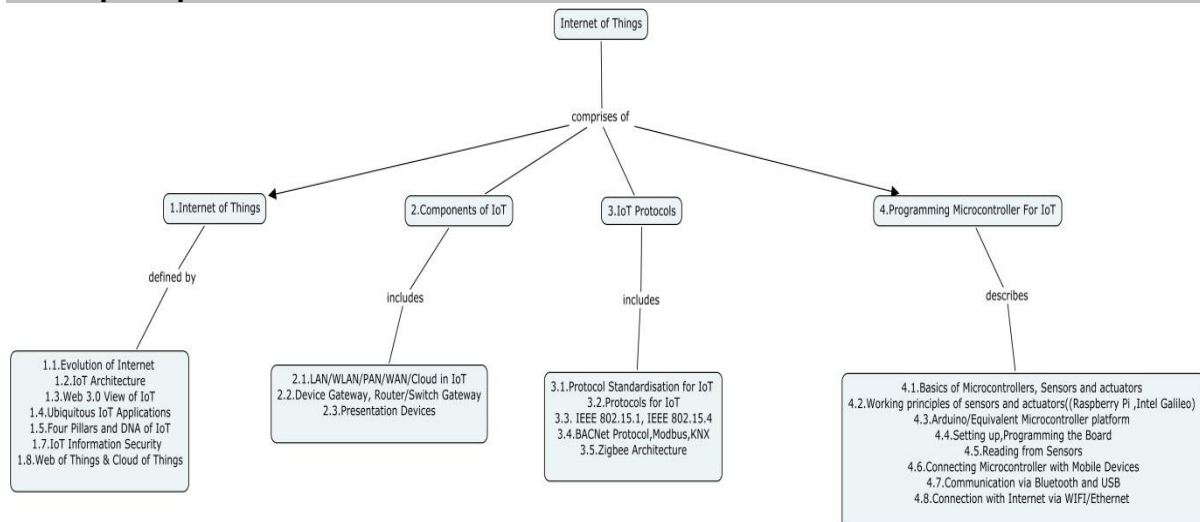 Internet of Things
comprises of
1.Internet of Things
2.Components of IoT
3.IoT Protocols
4.Programming Microcontroller For IoT
defined by
includes
includes
describes
1.1.Evolution of Internet
1.2.IoT Architecture
1.3.Web 3.0 View of IoT
1.4.Ubiquitous IoT Applications
1.5.Four Pillars and DNA of IoT
1.7.IoT Information Security
1.8.Web of Things & Cloud of Things
2.1.LAN/WLAN/PAN/WAN/Cloud in IoT
2.2.Device Gateway, Router/Switch Gateway
2.3.Presentation Devices
3.1.Protocol Standardisation for IoT
3.2.Protocols for IoT
3.3. IEEE 802.15.1, IEEE 802.15.4
3.4.BACNet Protocol,Modbus,KNX
3.5.Zigbee Architecture
4.1.Basics of Microcontrollers, Sensors and actuators
4.2.Working principles of sensors and actuators((Raspberry Pi ,Intel Galileo)
4.3.Arduino/Equivalent Microcontroller platform
4.4.Setting up,Programming the Board
4.5.Reading from Sensors
4.6.Connecting Microcontroller with Mobile Devices
4.7.Communication via Bluetooth and USB
4.8.Connection with Internet via WIFI/Ethernet